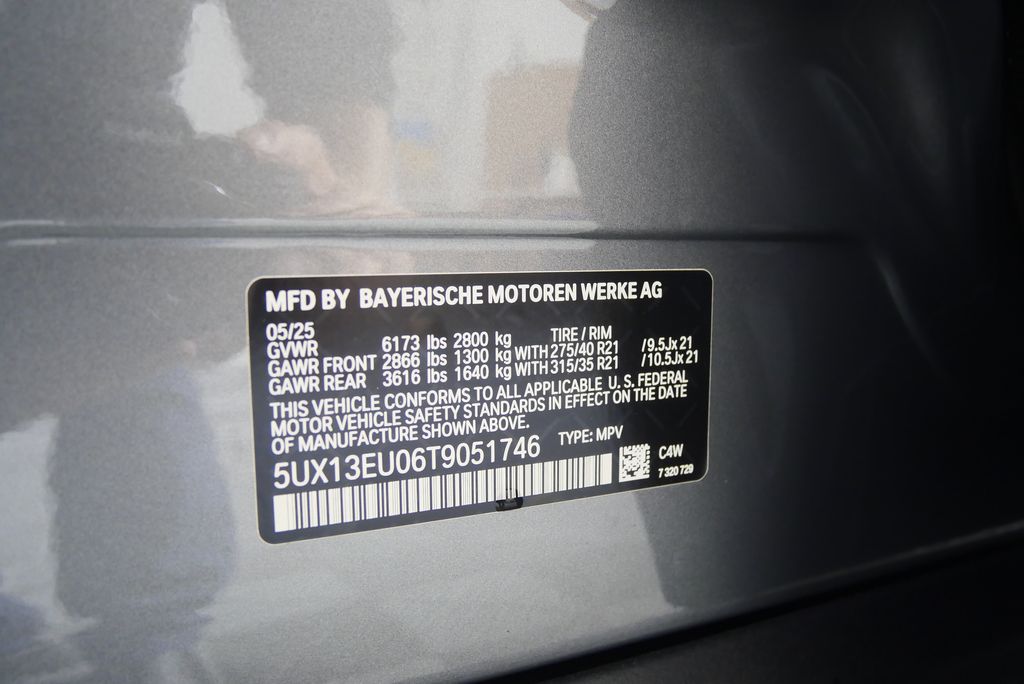 MFD BY BAYERISCHE MOTOREN WERKE AG
05/25 TIRE / RIM
GVWR 6173 lbs 2800 kg
GAWR FRONT 2866 lbs 1300 kg WITH 275/40 R21 /9.5Jx21
GAWR REAR 3616 lbs 1640 kg WITH 315/35 R21 /10.5Jx21
THIS VEHICLE CONFORMS TO ALL APPLICABLE U.S. FEDERAL
MOTOR VEHICLE SAFETY STANDARDS IN EFFECT ON THE DATE
OF MANUFACTURE SHOWN ABOVE.
5UX13EU06T9051746 TYPE: MPV
C4W
7 320 729